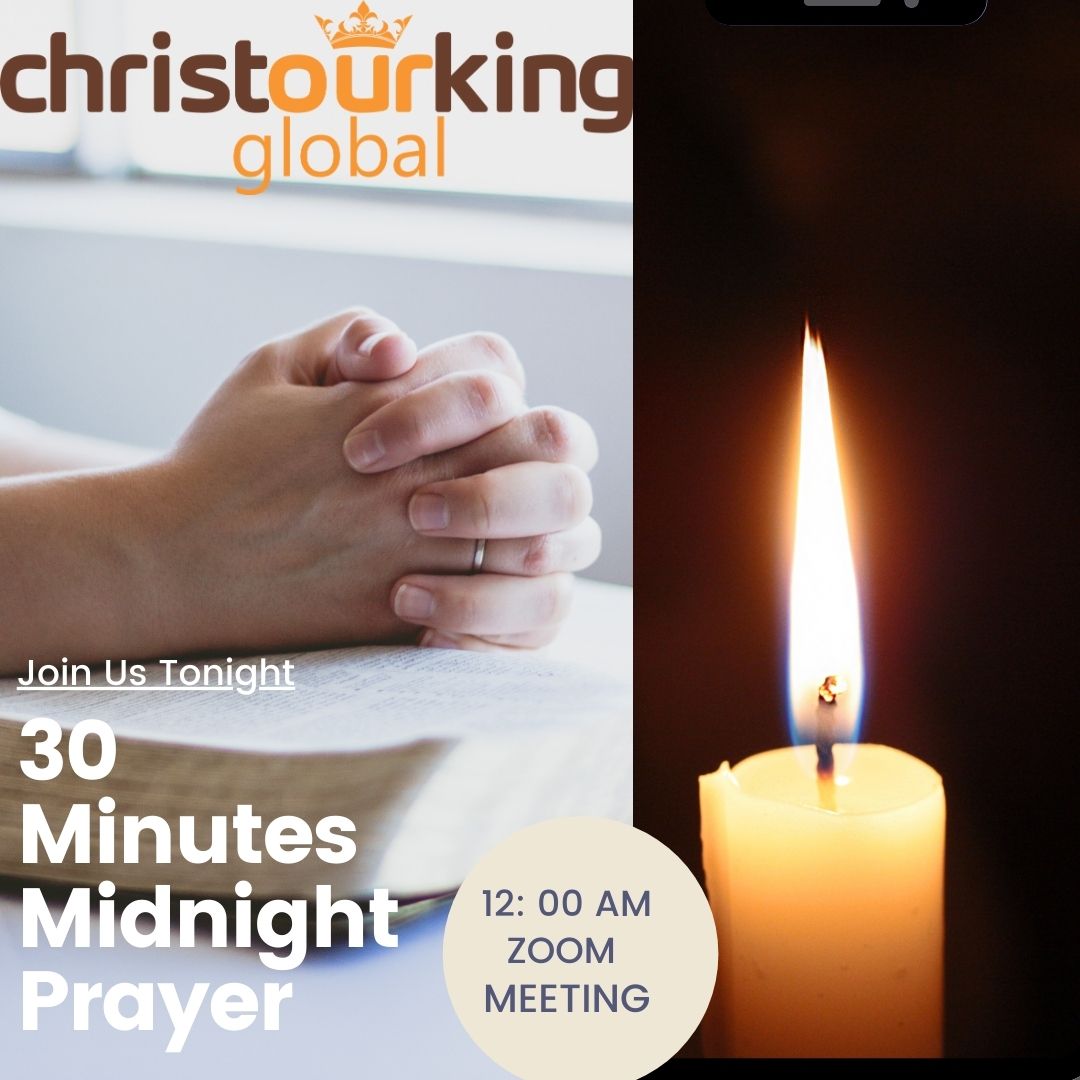 christourking
global
Join Us Tonight
30
Minutes
Midnight
Prayer
12: 00 AM
ZOOM
MEETING